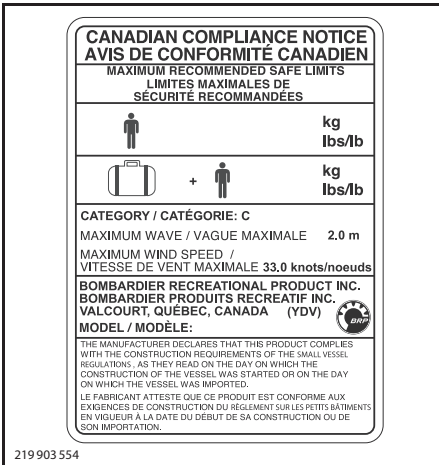 CANADIAN COMPLIANCE NOTICE
AVIS DE CONFORMITÉ CANADIEN
MAXIMUM RECOMMENDED SAFE LIMITS
LIMITES MAXIMALES DE
SÉCURITÉ RECOMMANDÉES
kg
lbs/lb
+
kg
lbs/lb
CATEGORY / CATÉGORIE: C
MAXIMUM WAVE / VAGUE MAXIMALE 2.0 m
MAXIMUM WIND SPEED /
VITESSE DE VENT MAXIMALE 33.0 knots/noeuds
BOMBARDIER RECREATIONAL PRODUCT INC.
BOMBARDIER PRODUITS RECREATIF INC.
VALCOURT, QUÉBEC, CANADA (YDV)
BRP
MODEL / MODÈLE:
THE MANUFACTURER DECLARES THAT THIS PRODUCT COMPLIES
WITH THE CONSTRUCTION REQUIREMENTS OF THE SMALL VESSEL
REGULATIONS , AS THEY READ ON THE DAY ON WHICH THE
CONSTRUCTION OF THE VESSEL WAS STARTED OR ON THE DAY
ON WHICH THE VESSEL WAS IMPORTED.
LE FABRICANT ATTESTE QUE CE PRODUIT EST CONFORME AUX
EXIGENCES DE CONSTRUCTION DU RÈGLEMENT SUR LES PETITS BÂTIMENTS
EN VIGUEUR À LA DATE DU DÉBUT DE SA CONSTRUCTION OU DE
SON IMPORTATION.
219 903 554